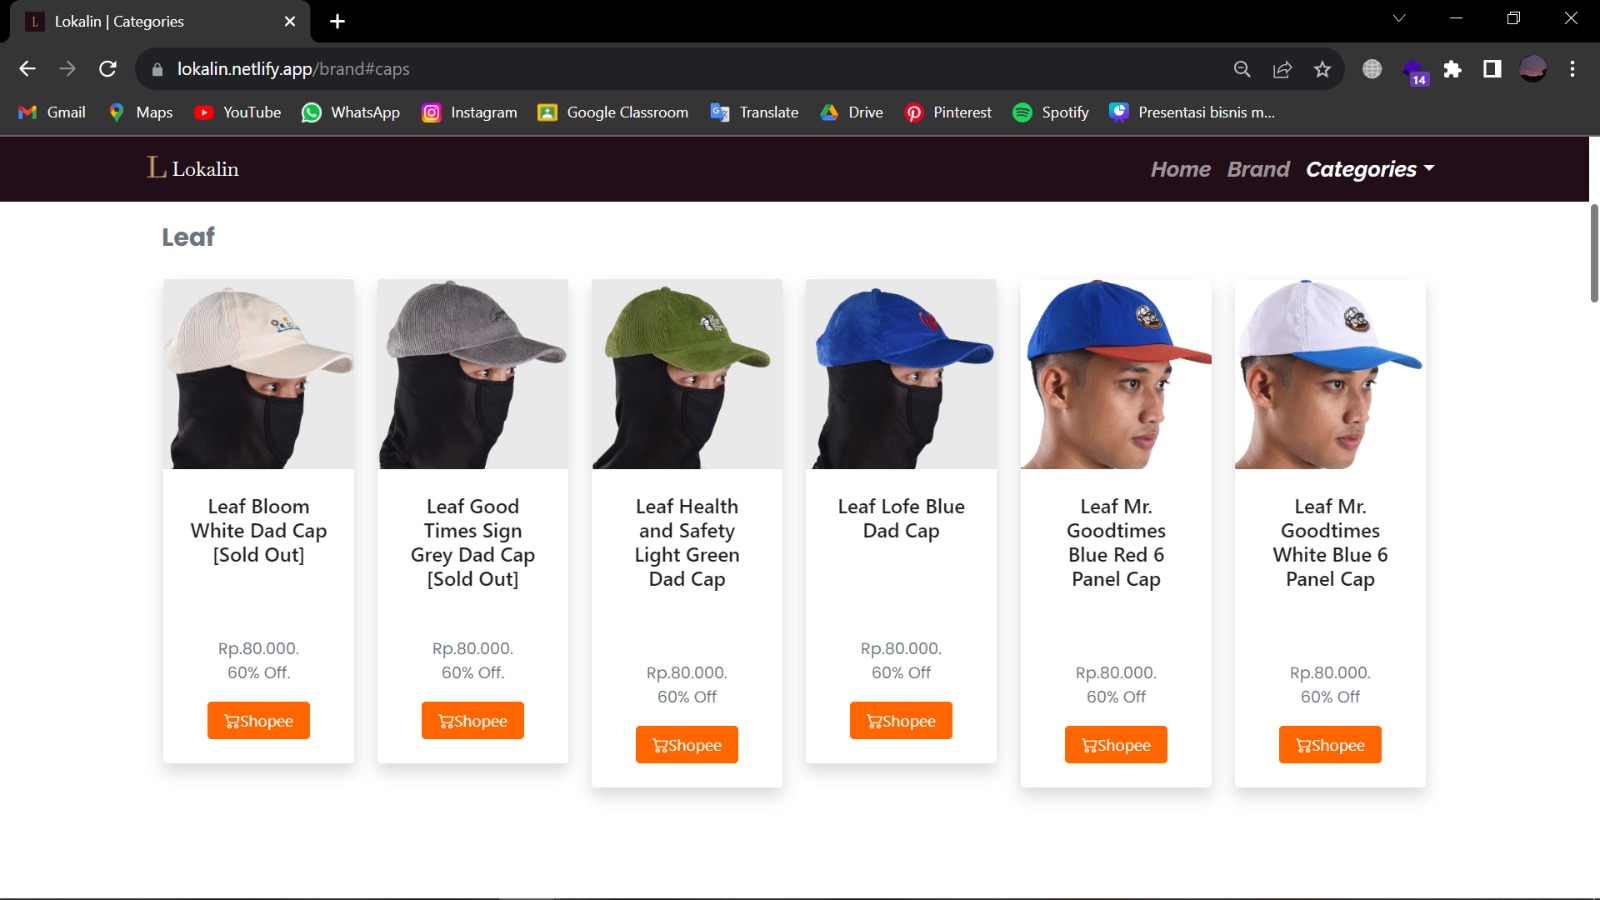 L Lokalin | Categories
lokalin.netlify.app/brand#caps
14
Gmail Maps YouTube WhatsApp Instagram Google Classroom Translate Drive Pinterest Spotify Presentasi bisnis m...
L Lokalin
Home Brand Categories
Leaf
Leaf Bloom
White Dad Cap
[Sold Out]
Rp.80.000.
60% Off.
Shopee
Leaf Good
Times Sign
Grey Dad Cap
[Sold Out]
Rp.80.000.
60% Off.
Shopee
Leaf Health
and Safety
Light Green
Dad Cap
Rp.80.000.
60% Off
Shopee
Leaf Lofe Blue
Dad Cap
Rp.80.000.
60% Off
Shopee
Leaf Mr.
Goodtimes
Blue Red 6
Panel Cap
Rp.80.000.
60% Off
Shopee
Leaf Mr.
Goodtimes
White Blue 6
Panel Cap
Rp.80.000.
60% Off
Shopee